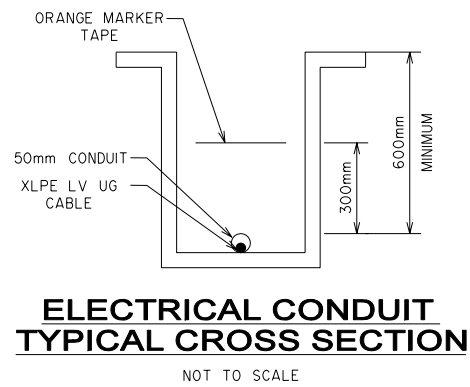 ORANGE MARKER
TAPE
50mm CONDUIT
XLPE LV UG
CABLE
300mm
600mm
MINIMUM
ELECTRICAL CONDUIT
TYPICAL CROSS SECTION
NOT TO SCALE